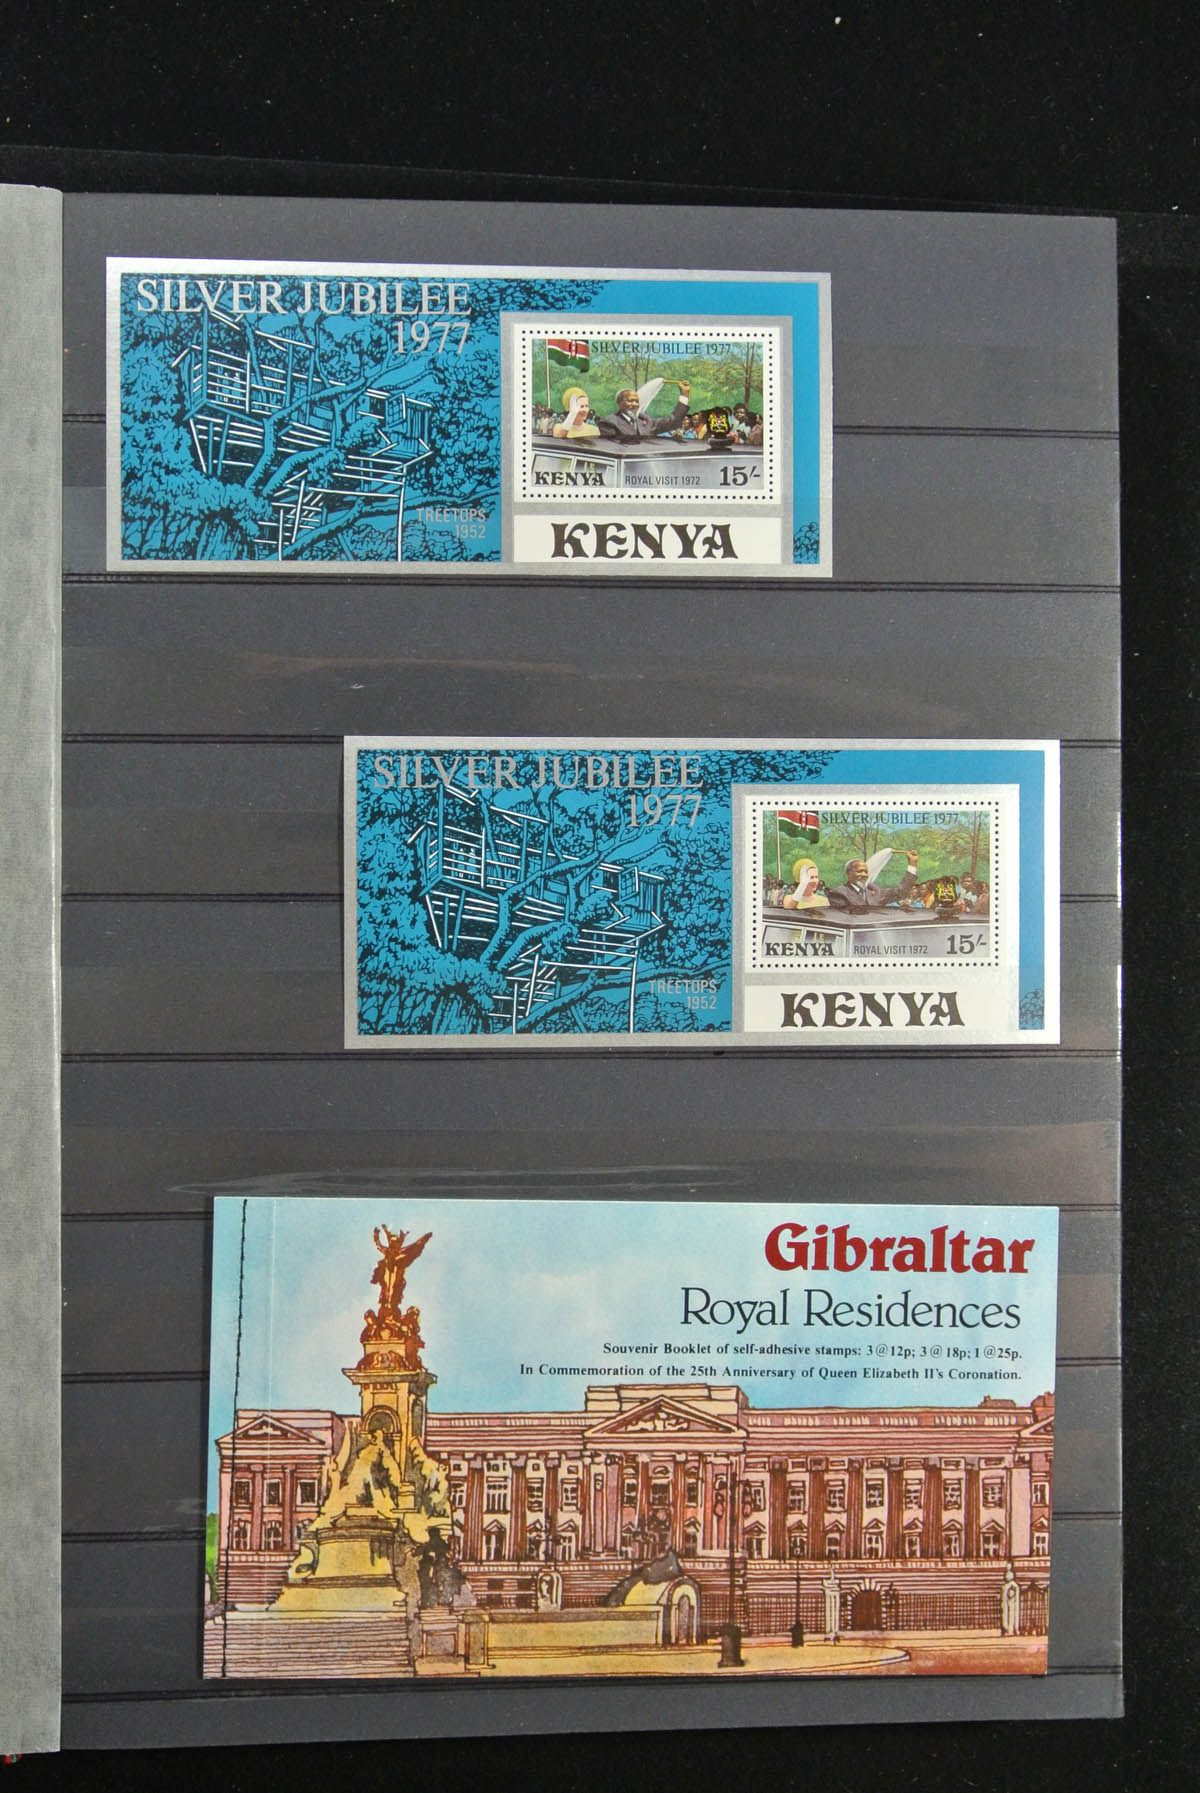 SILVER JUBILEE
1977
SILVER JUBILEE 1977
KENYA ROYAL VISIT 1972 15/-
TREETOPS
1952
KENYA
SILVER JUBILEE
1977
SILVER JUBILEE 1977
KENYA ROYAL VISIT 1972 15/-
TREETOPS
1952
KENYA
Gibraltar
Royal Residences
Souvenir Booklet of self-adhesive stamps: 3 @ 12p; 3 @ 18p; 1 @ 25p.
In Commemoration of the 25th Anniversary of Queen Elizabeth II's Coronation.